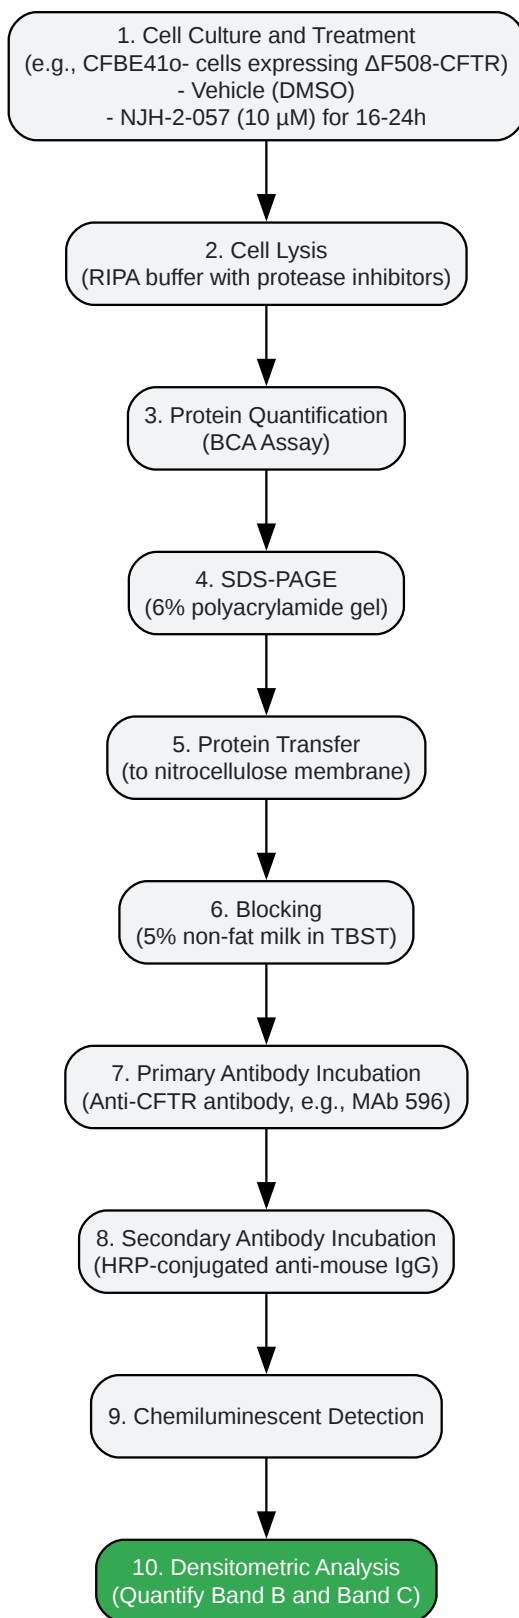 1. Cell Culture and Treatment
(e.g., CFBE41o- cells expressing ΔF508-CFTR)
- Vehicle (DMSO)
- NJH-2-057 (10 µM) for 16-24h
2. Cell Lysis
(RIPA buffer with protease inhibitors)
3. Protein Quantification
(BCA Assay)
4. SDS-PAGE
(6% polyacrylamide gel)
5. Protein Transfer
(to nitrocellulose membrane)
6. Blocking
(5% non-fat milk in TBST)
7. Primary Antibody Incubation
(Anti-CFTR antibody, e.g., MAb 596)
8. Secondary Antibody Incubation
(HRP-conjugated anti-mouse IgG)
9. Chemiluminescent Detection
10. Densitometric Analysis
(Quantify Band B and Band C)